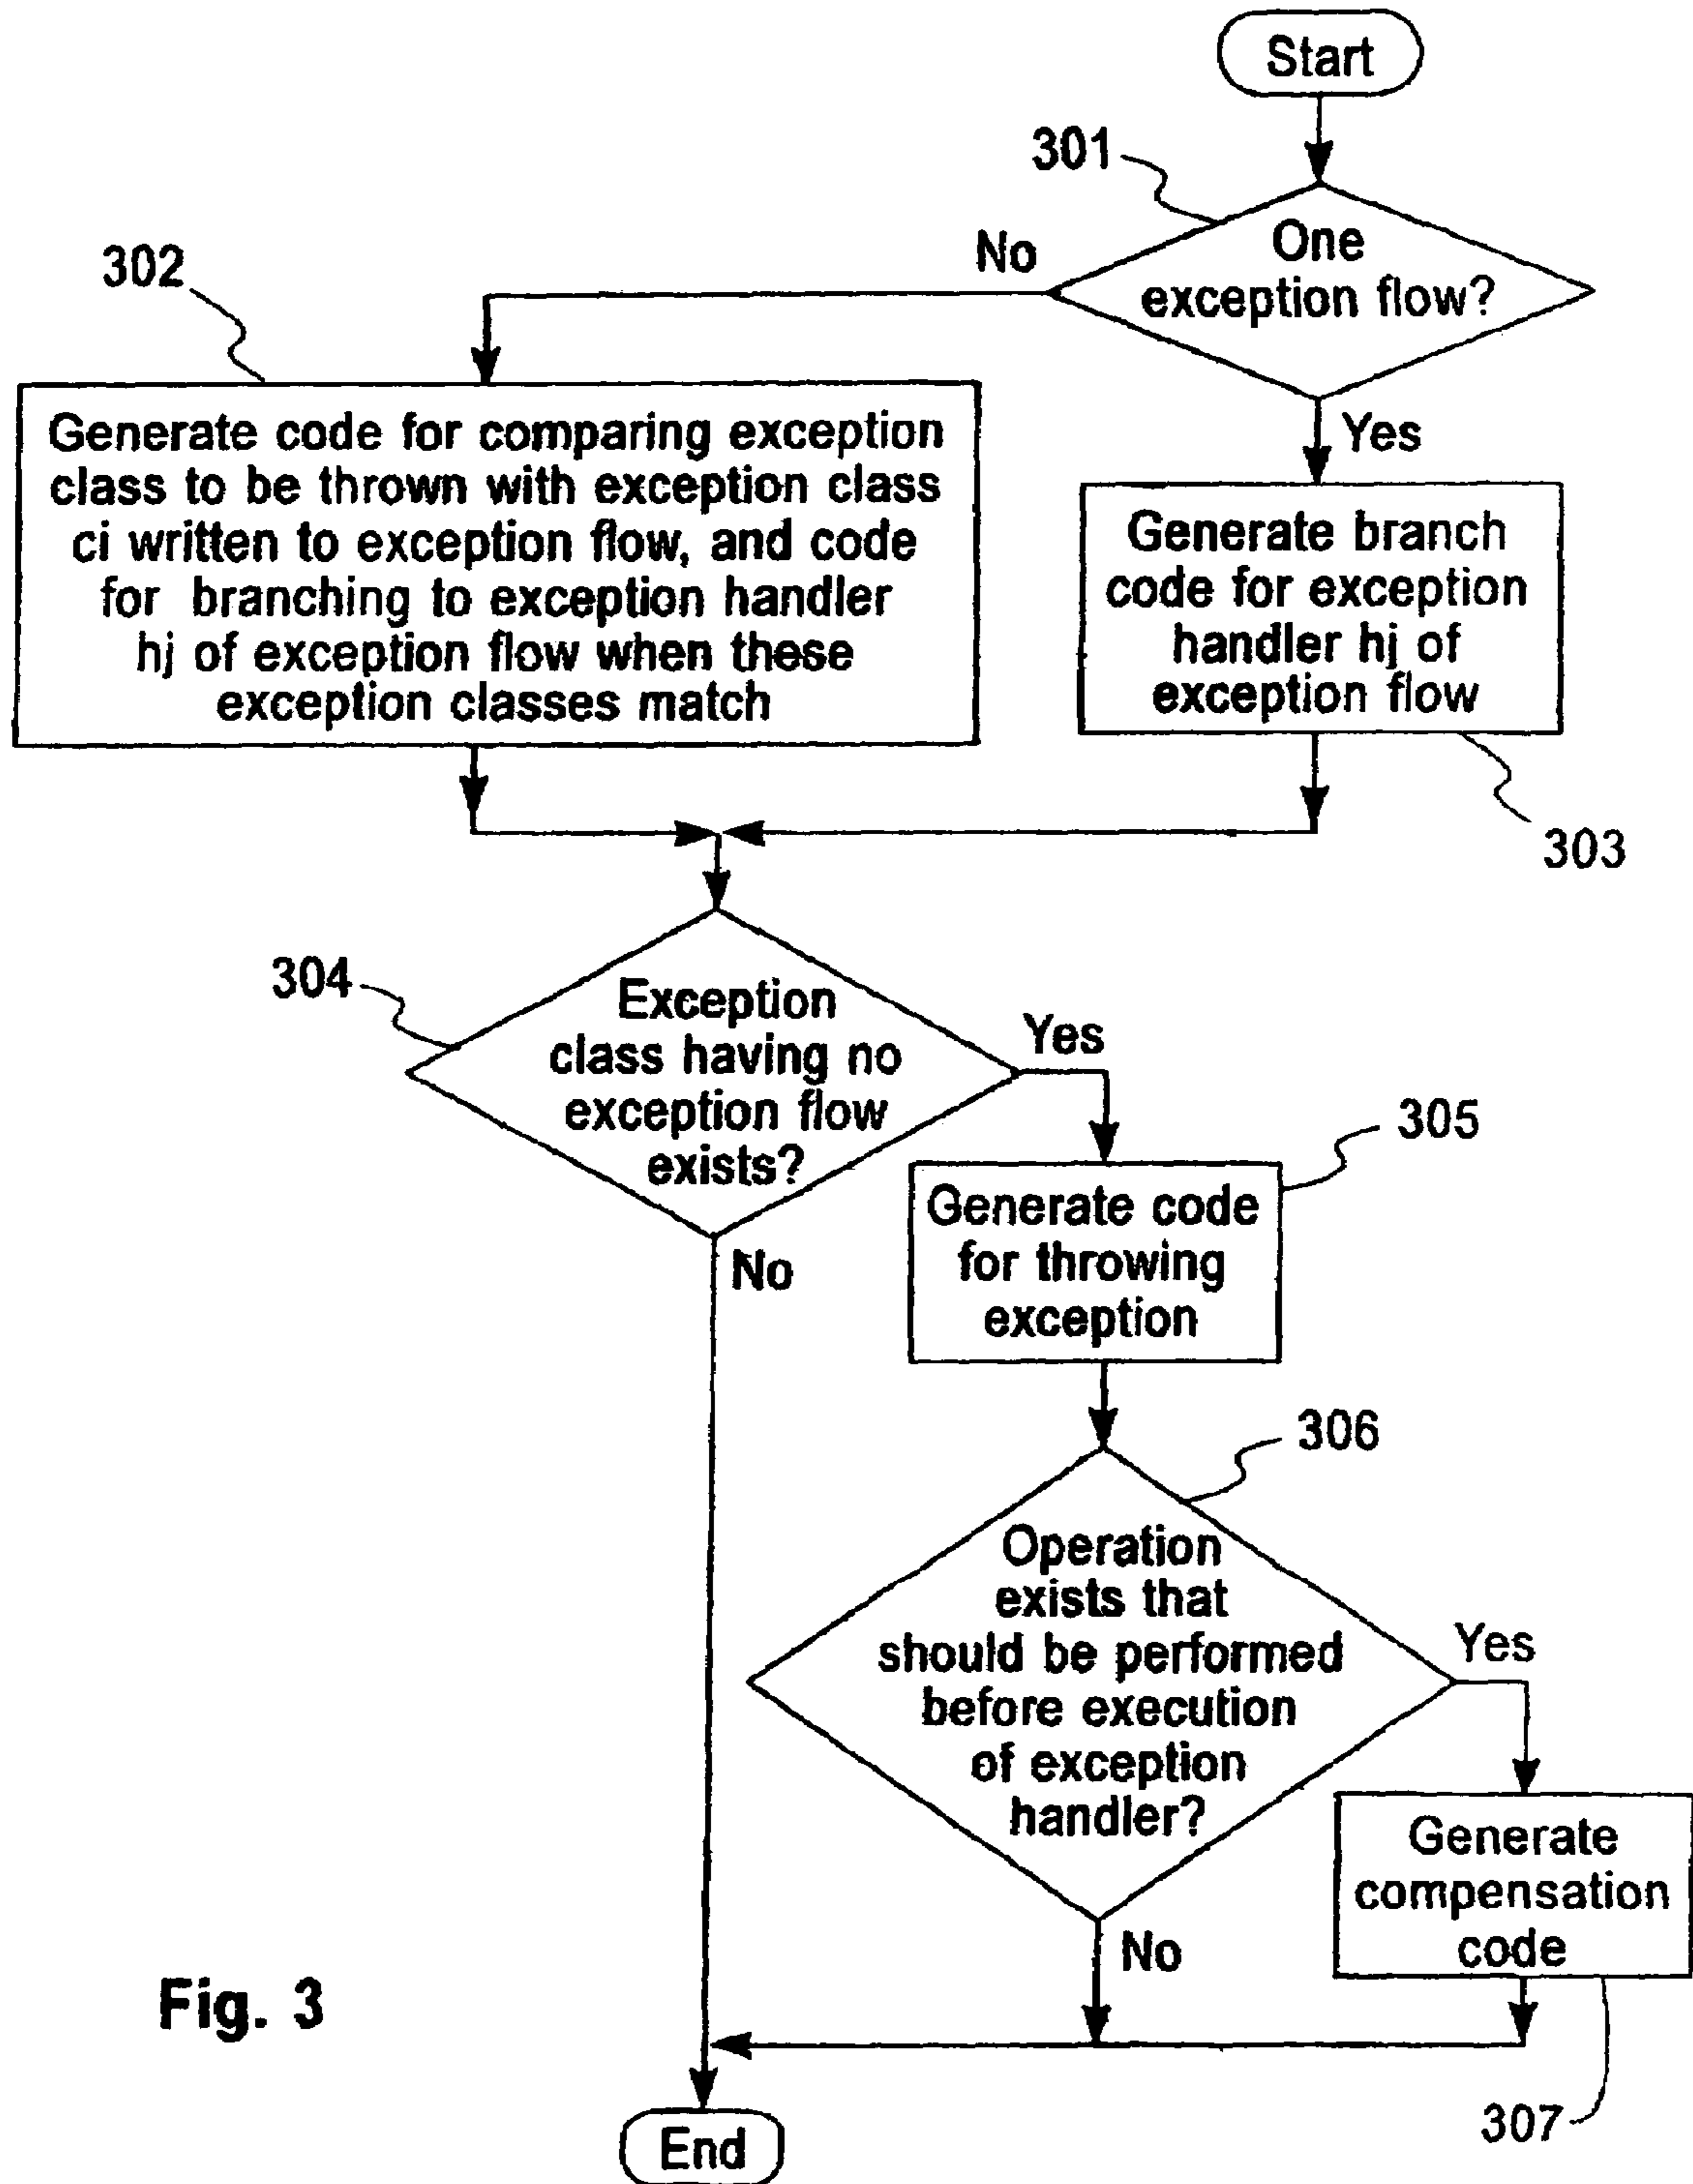 Start
301
One
exception flow?
No
Yes
302
Generate code for comparing exception
class to be thrown with exception class
ci written to exception flow, and code
for branching to exception handler
hj of exception flow when these
exception classes match
Generate branch
code for exception
handler hj of
exception flow
303
304
Exception
class having no
exception flow
exists?
Yes
No
305
Generate code
for throwing
exception
306
Operation
exists that
should be performed
before execution
of exception
handler?
Yes
No
Generate
compensation
code
307
End
Fig. 3